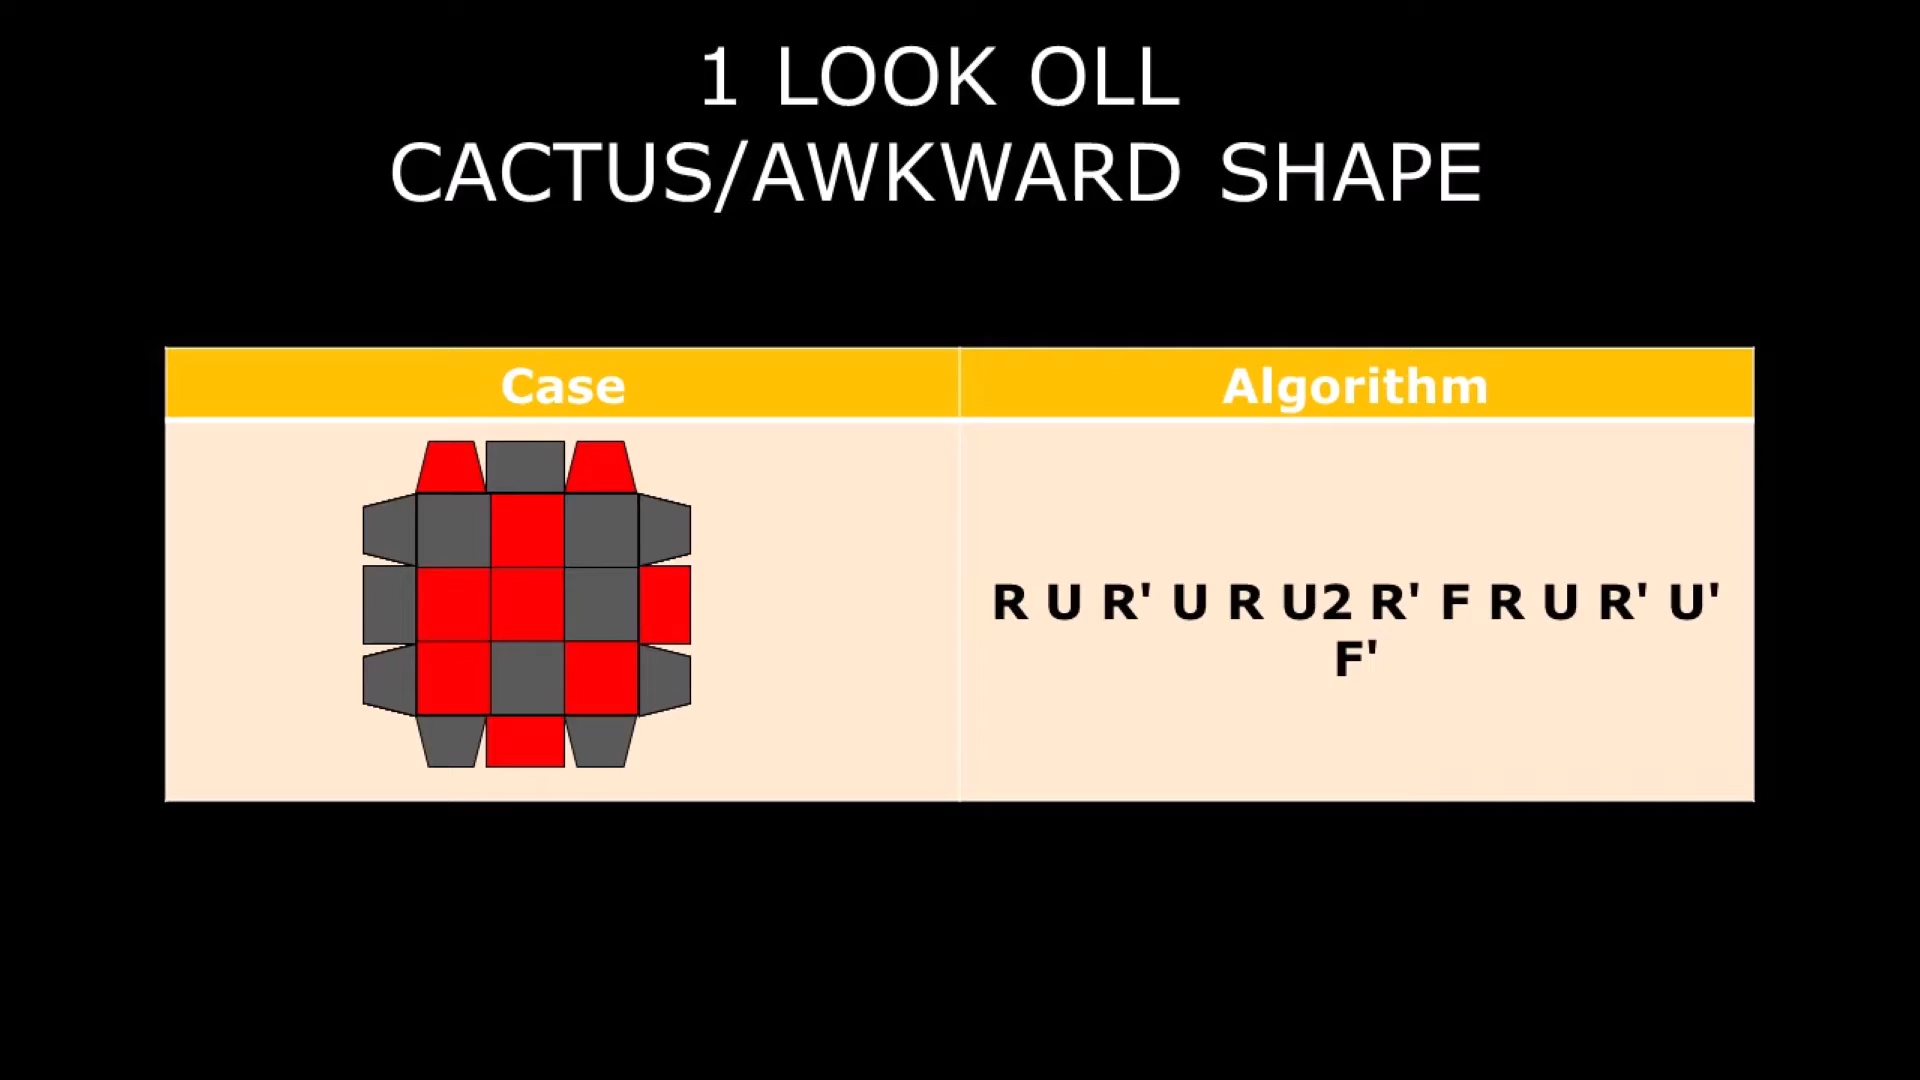 1 LOOK OLL
CACTUS/AWKWARD SHAPE
Case
Algorithm
R U R' U R U2 R' F R U R' U'
F'